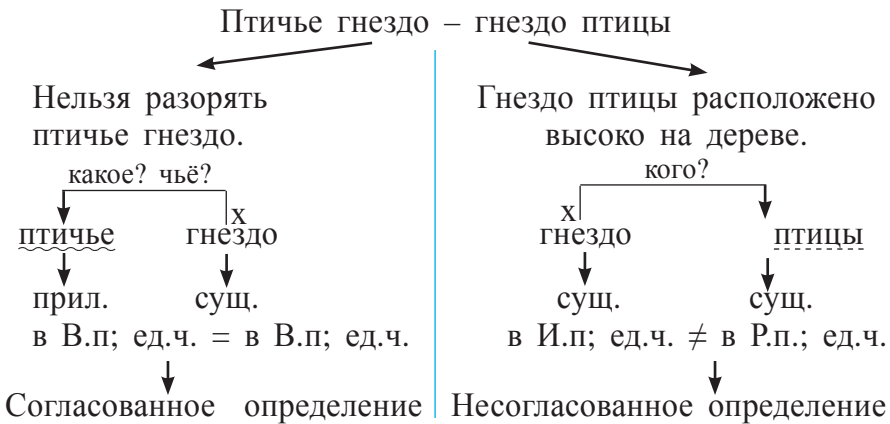 Птичье гнездо – гнездо птицы
Нельзя разорять
птичье гнездо.
какое? чьё?
х
птичье гнездо
прил. сущ.
в В.п; ед.ч. = в В.п; ед.ч.
Согласованное определение
Гнездо птицы расположено
высоко на дереве.
кого?
х
гнездо птицы
сущ. сущ.
в И.п; ед.ч. ≠ в Р.п.; ед.ч.
Несогласованное определение